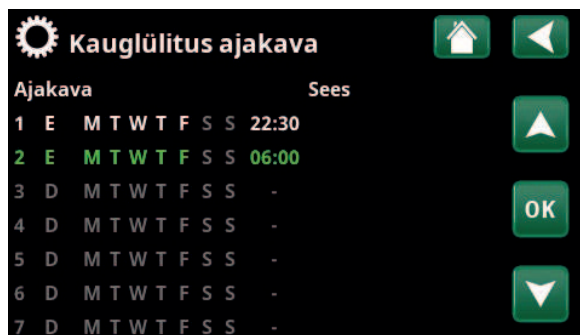 Kauglülitus ajakava
Ajakava Sees
1 E M T W T F S S 22:30
2 E M T W T F S S 06:00
3 D M T W T F S S -
4 D M T W T F S S -
OK
5 D M T W T F S S -
6 D M T W T F S S -
7 D M T W T F S S -